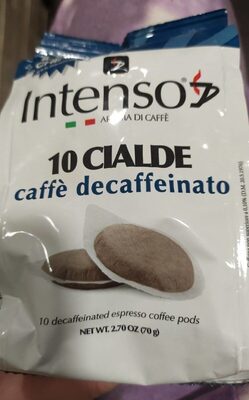 Intenso
AROMA DI CAFFÈ
10 CIALDE
caffè decaffeinato
10 decaffeinated espresso coffee pods
NET WT. 2.70 OZ (70 g)